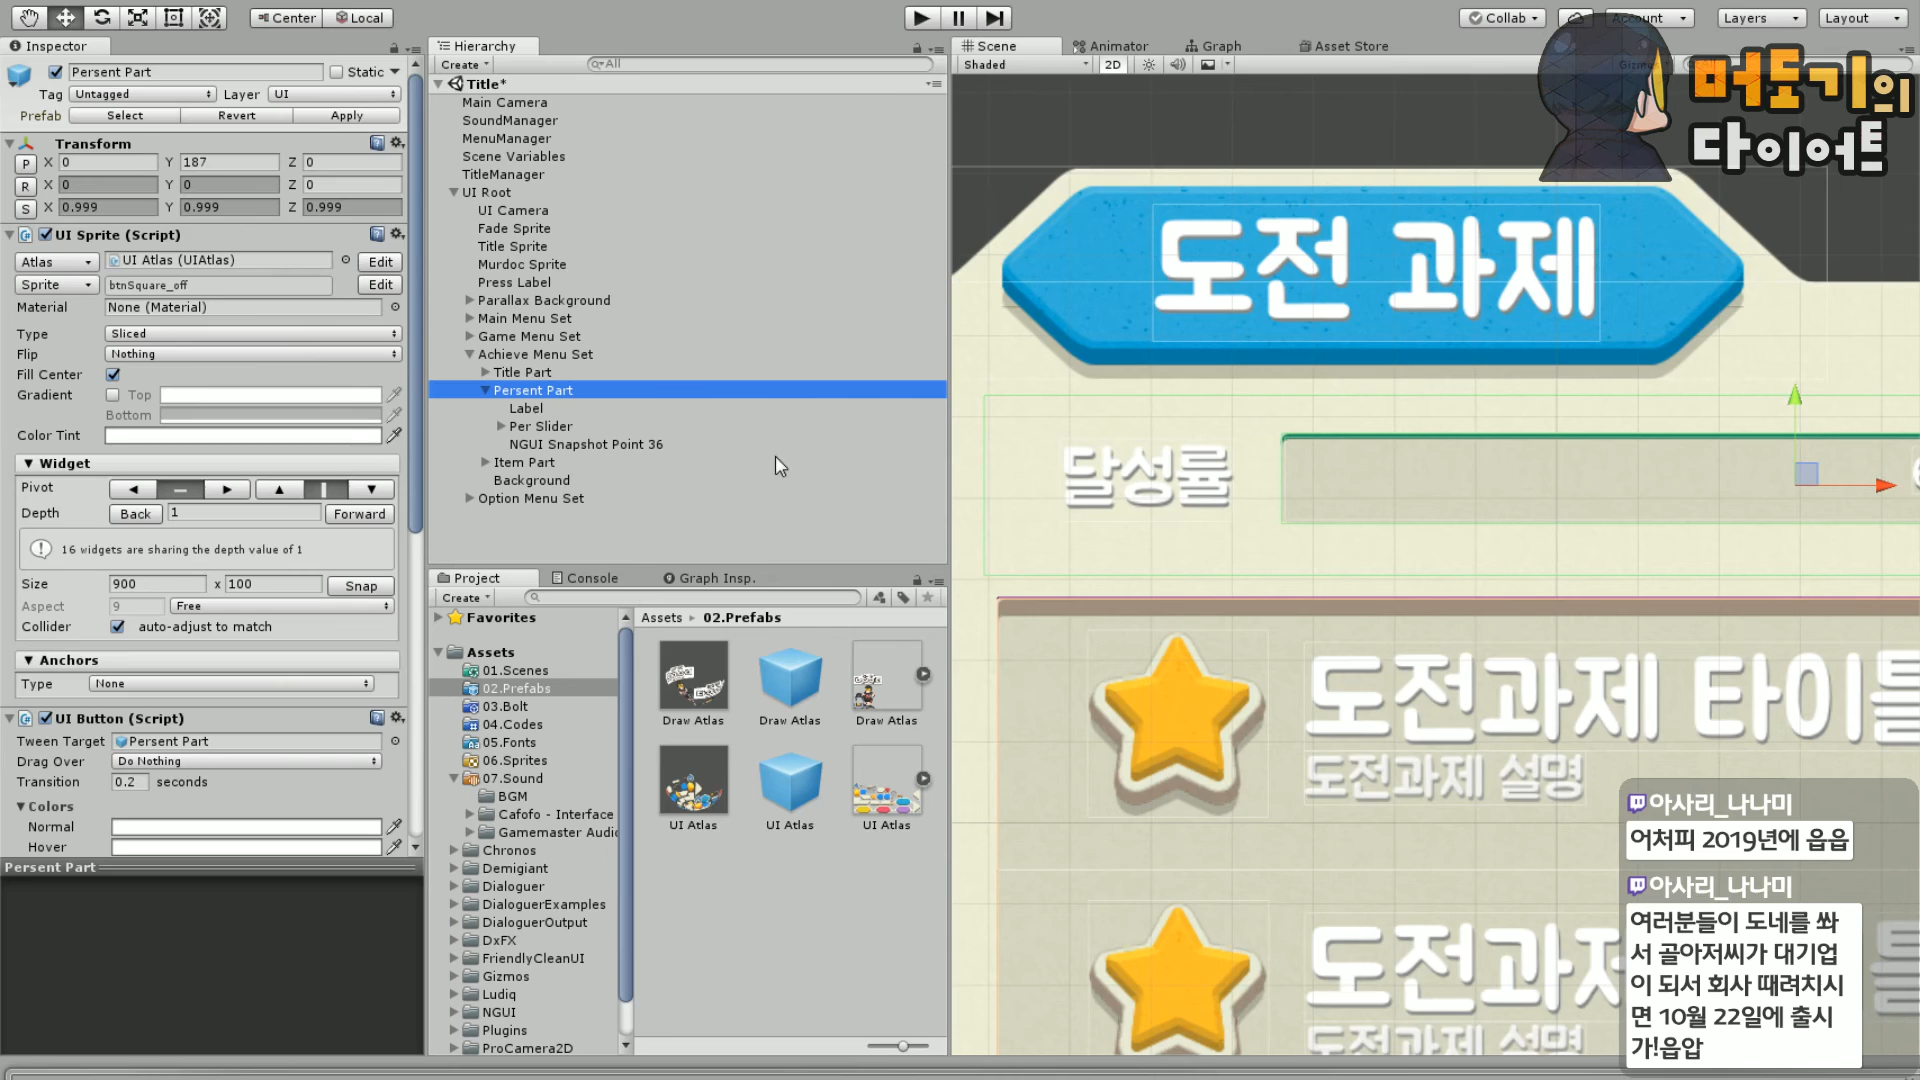 Center
Local
Collab
Account
Layers
Layout
Inspector
Persent Part
Static
Tag
Untagged
Layer
UI
Prefab
Select
Revert
Apply
Transform
P X 0 Y 187 Z 0
R X 0 Y 0 Z 0
S X 0.999 Y 0.999 Z 0.999
UI Sprite (Script)
Atlas
UI Atlas (UIAtlas)
Edit
Sprite
btnSquare_off
Edit
Material
None (Material)
Type
Sliced
Flip
Nothing
Fill Center
Gradient
Top
Bottom
Color Tint
Widget
Pivot
Depth
Back
1
Forward
16 widgets are sharing the depth value of 1
Size
900
x
100
Snap
Aspect
9
Free
Collider
auto-adjust to match
Anchors
Type
None
UI Button (Script)
Tween Target
Persent Part
Drag Over
Do Nothing
Transition
0.2
seconds
Colors
Normal
Hover
Persent Part
Hierarchy
Create
All
Title*
Main Camera
SoundManager
MenuManager
Scene Variables
TitleManager
UI Root
UI Camera
Fade Sprite
Title Sprite
Murdoc Sprite
Press Label
Parallax Background
Main Menu Set
Game Menu Set
Achieve Menu Set
Title Part
Persent Part
Label
Per Slider
NGUI Snapshot Point 36
Item Part
Background
Option Menu Set
Project
Console
Graph Insp.
Create
Favorites
Assets
01.Scenes
02.Prefabs
03.Bolt
04.Codes
05.Fonts
06.Sprites
07.Sound
BGM
Cafofo - Interface
Gamemaster Audio
Chronos
Demigiant
Dialoguer
DialoguerExamples
DialoguerOutput
DxFX
FriendlyCleanUI
Gizmos
Ludiq
NGUI
Plugins
ProCamera2D
Assets
02.Prefabs
Draw Atlas
Draw Atlas
Draw Atlas
UI Atlas
UI Atlas
UI Atlas
Scene
Animator
Graph
Asset Store
Shaded
2D
Gizmos
머도기의
다이어트
도전 과제
달성률
도전과제 타이틀
도전과제 설명
도전과제
도전과제 설명
아사리_나나미
어처피 2019년에 읍읍
아사리_나나미
여러분들이 도네를 쏴
서 골아저씨가 대기업
이 되서 회사 때려치시
면 10월 22일에 출시
가!읍압